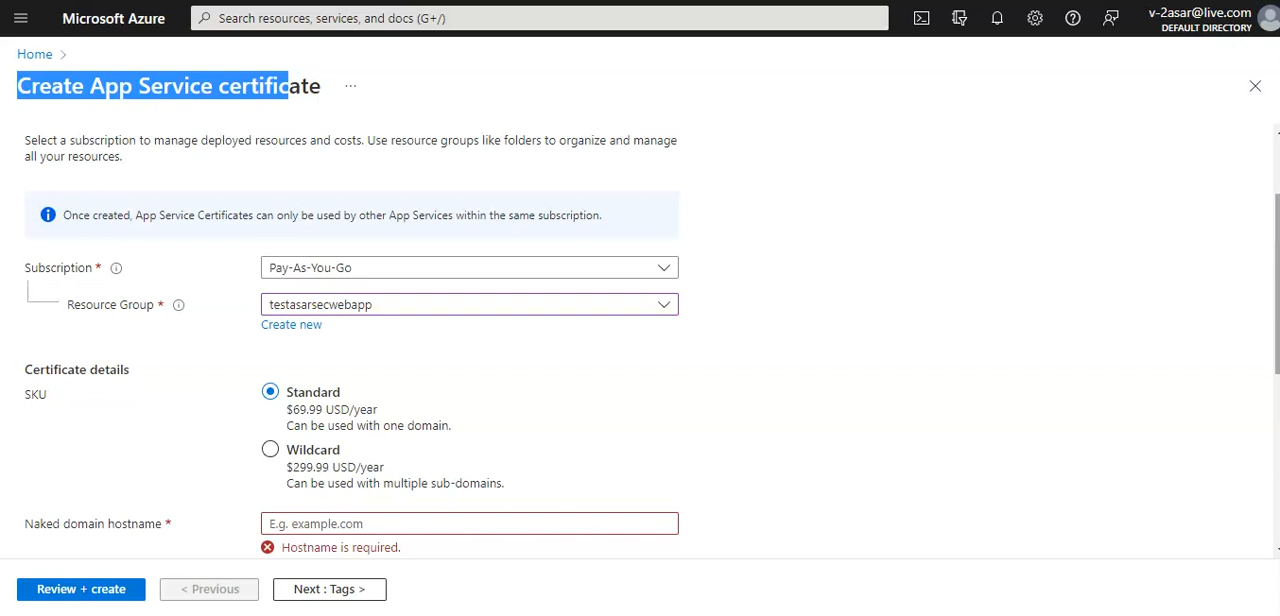 Microsoft Azure
Search resources, services, and docs (G+/)
v-2asar@live.com
DEFAULT DIRECTORY
Home >
Create App Service certificate ...
Select a subscription to manage deployed resources and costs. Use resource groups like folders to organize and manage
all your resources.
Once created, App Service Certificates can only be used by other App Services within the same subscription.
Subscription *
Pay-As-You-Go
Resource Group *
testasarsecwebapp
Create new
Certificate details
SKU
Standard
$69.99 USD/year
Can be used with one domain.
Wildcard
$299.99 USD/year
Can be used with multiple sub-domains.
Naked domain hostname *
E.g. example.com
Hostname is required.
Review + create
< Previous
Next : Tags >